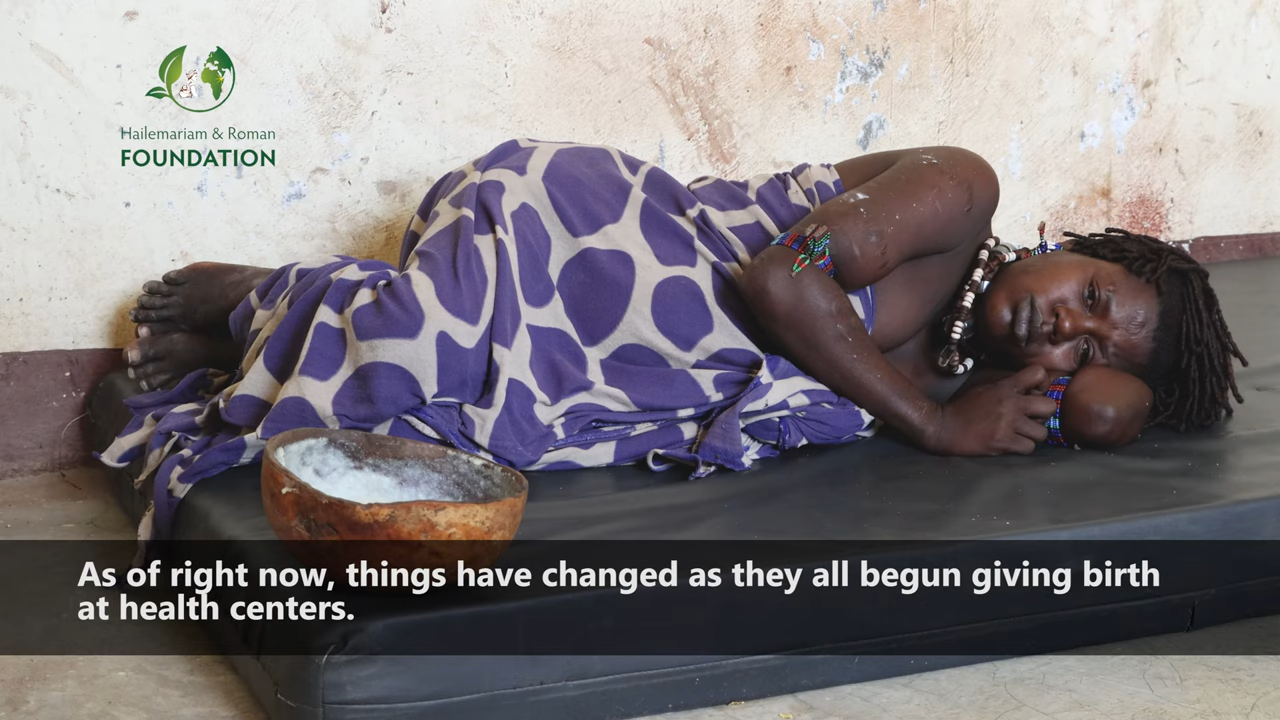 Hailemariam & Roman
FOUNDATION
As of right now, things have changed as they all begun giving birth
at health centers.